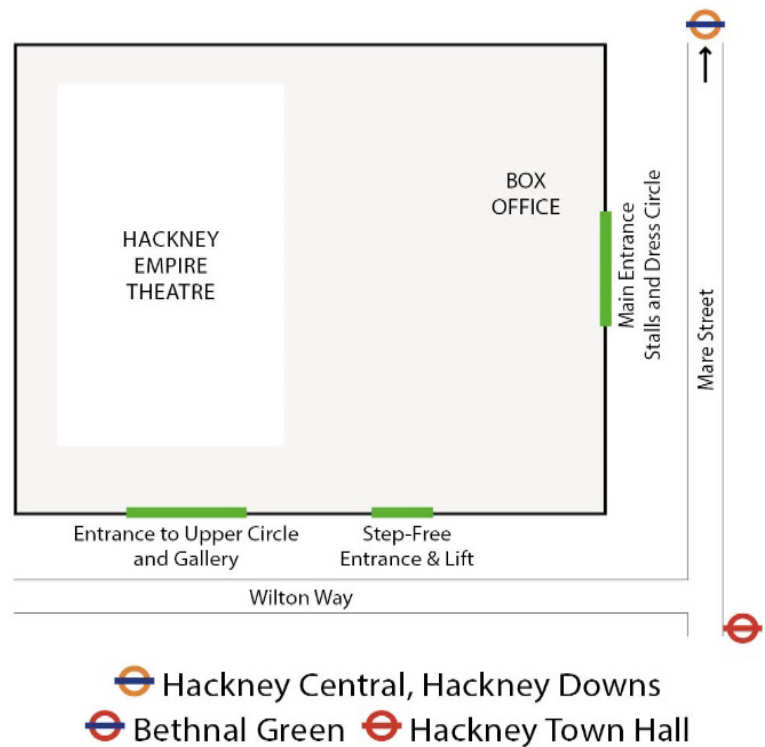 BOX
OFFICE
HACKNEY
EMPIRE
THEATRE
Main Entrance
Stalls and Dress Circle
Mare Street
Entrance to Upper Circle
and Gallery
Step-Free
Entrance & Lift
Wilton Way
Hackney Central, Hackney Downs
Bethnal Green Hackney Town Hall